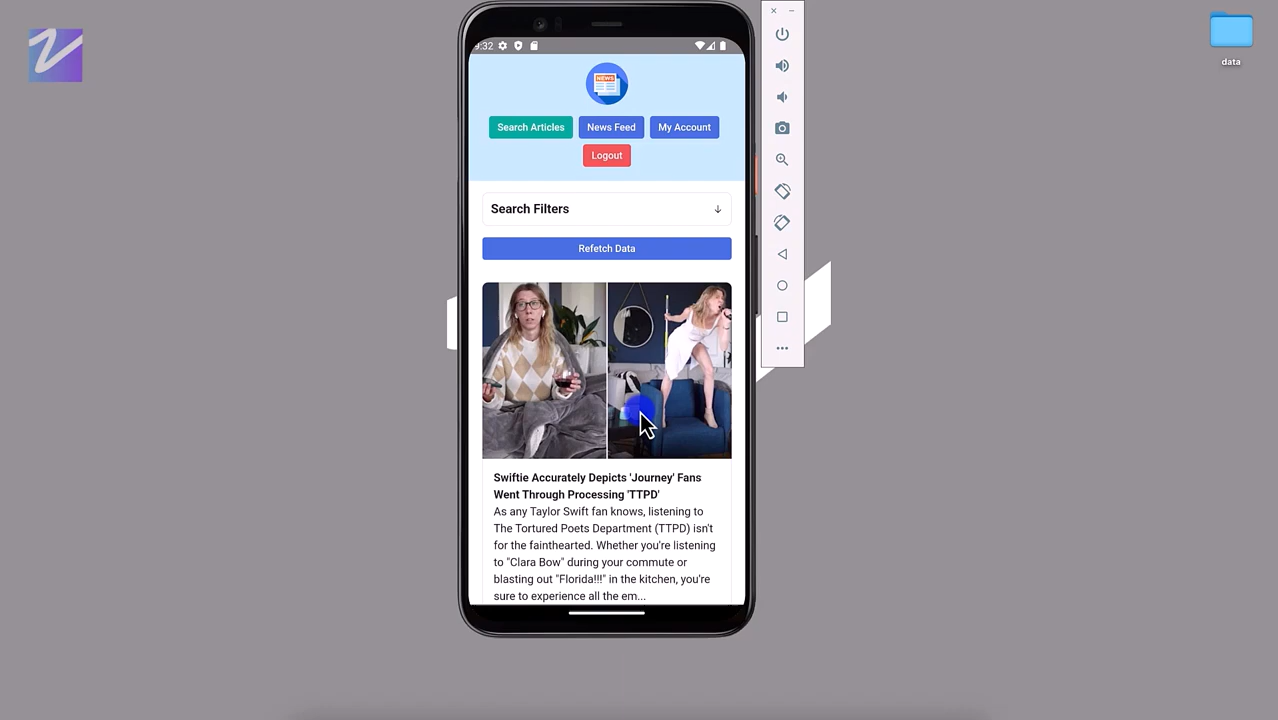 data
9:32
NEWS
Search Articles
News Feed
My Account
Logout
Search Filters
Refetch Data
Swiftie Accurately Depicts 'Journey' Fans
Went Through Processing 'TTPD'
As any Taylor Swift fan knows, listening to
The Tortured Poets Department (TTPD) isn't
for the fainthearted. Whether you're listening
to "Clara Bow" during your commute or
blasting out "Florida!!!" in the kitchen, you're
sure to experience all the em...